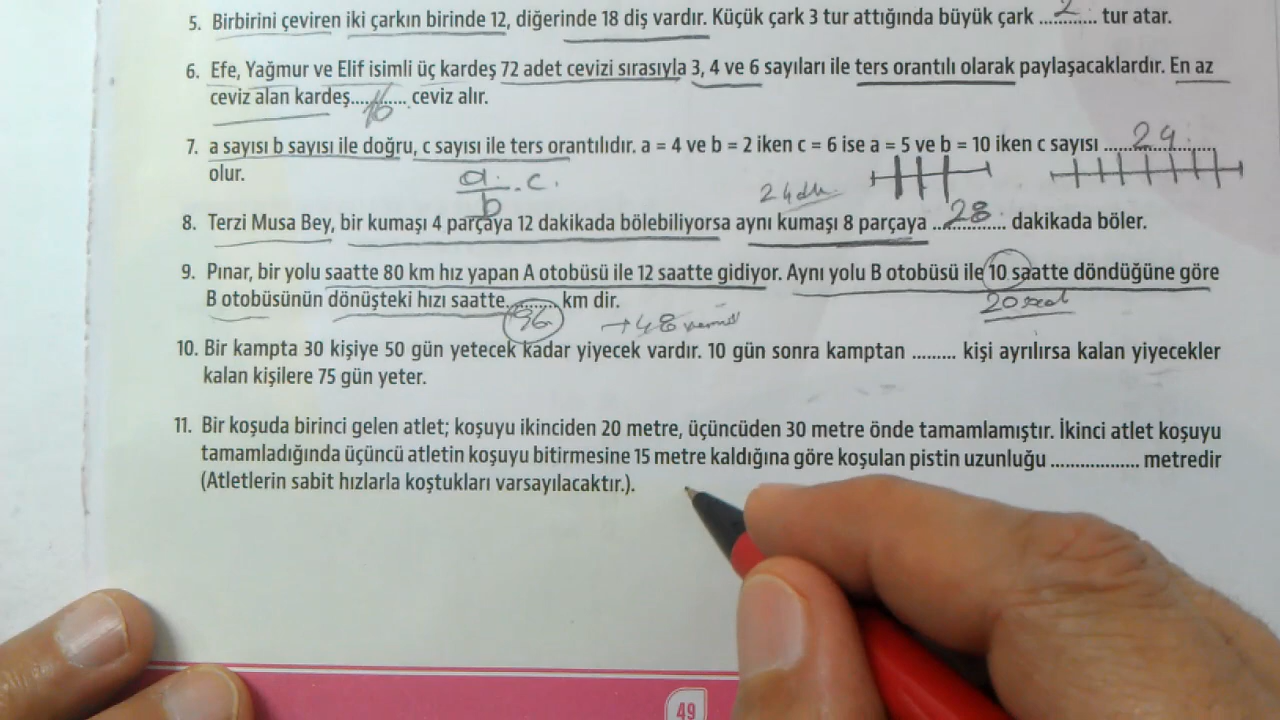 5. Birbirini çeviren iki çarkın birinde 12, diğerinde 18 diş vardır. Küçük çark 3 tur attığında büyük çark ....2.... tur atar.
6. Efe, Yağmur ve Elif isimli üç kardeş 72 adet cevizi sırasıyla 3, 4 ve 6 sayıları ile ters orantılı olarak paylaşacaklardır. En az
ceviz alan kardeş....16.... ceviz alır.
7. a sayısı b sayısı ile doğru, c sayısı ile ters orantılıdır. a = 4 ve b = 2 iken c = 6 ise a = 5 ve b = 10 iken c sayısı ....24....
olur.
a/b . c
24dk
8. Terzi Musa Bey, bir kumaşı 4 parçaya 12 dakikada bölebiliyorsa aynı kumaşı 8 parçaya ....28.... dakikada böler.
9. Pınar, bir yolu saatte 80 km hız yapan A otobüsü ile 12 saatte gidiyor. Aynı yolu B otobüsü ile 10 saatte döndüğüne göre
B otobüsünün dönüşteki hızı saatte....96.... km dir.
20 saat
→ 48
10. Bir kampta 30 kişiye 50 gün yetecek kadar yiyecek vardır. 10 gün sonra kamptan ......... kişi ayrılırsa kalan yiyecekler
kalan kişilere 75 gün yeter.
11. Bir koşuda birinci gelen atlet; koşuyu ikinciden 20 metre, üçüncüden 30 metre önde tamamlamıştır. İkinci atlet koşuyu
tamamladığında üçüncü atletin koşuyu bitirmesine 15 metre kaldığına göre koşulan pistin uzunluğu ................... metredir
(Atletlerin sabit hızlarla koştukları varsayılacaktır.).
49